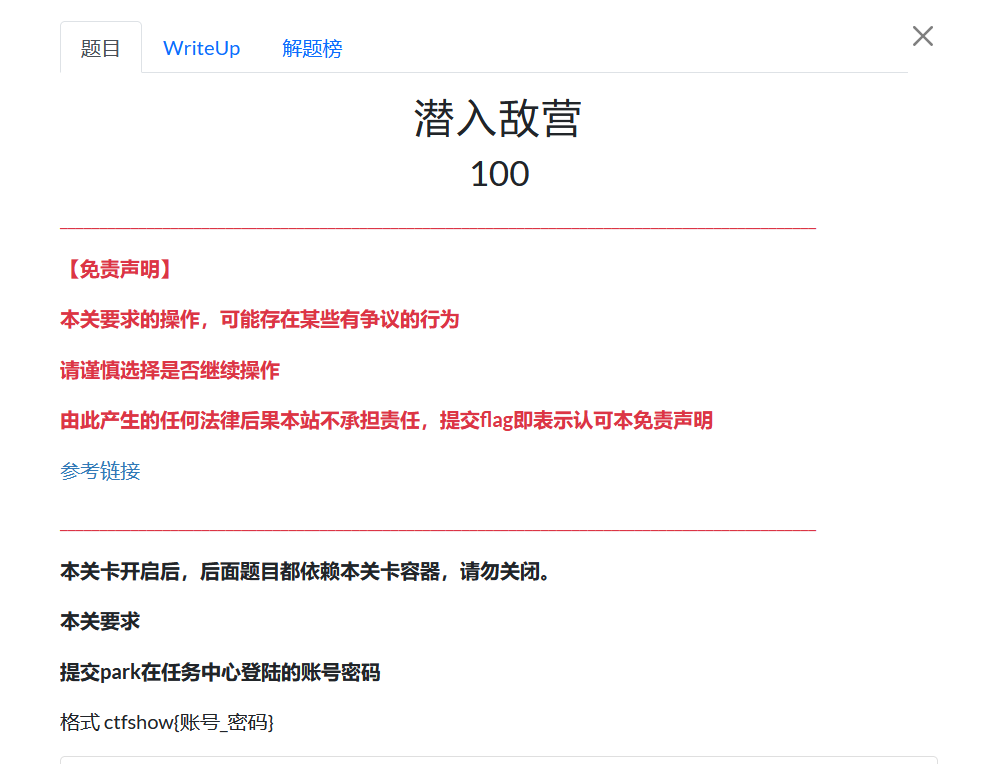 题目 WriteUp 解题榜
潜入敌营
100
【免责声明】
本关要求的操作，可能存在某些有争议的行为
请谨慎选择是否继续操作
由此产生的任何法律后果本站不承担责任，提交flag即表示认可本免责声明
参考链接
本关卡开启后，后面题目都依赖本关卡容器，请勿关闭。
本关要求
提交park在任务中心登陆的账号密码
格式 ctfshow{账号_密码}